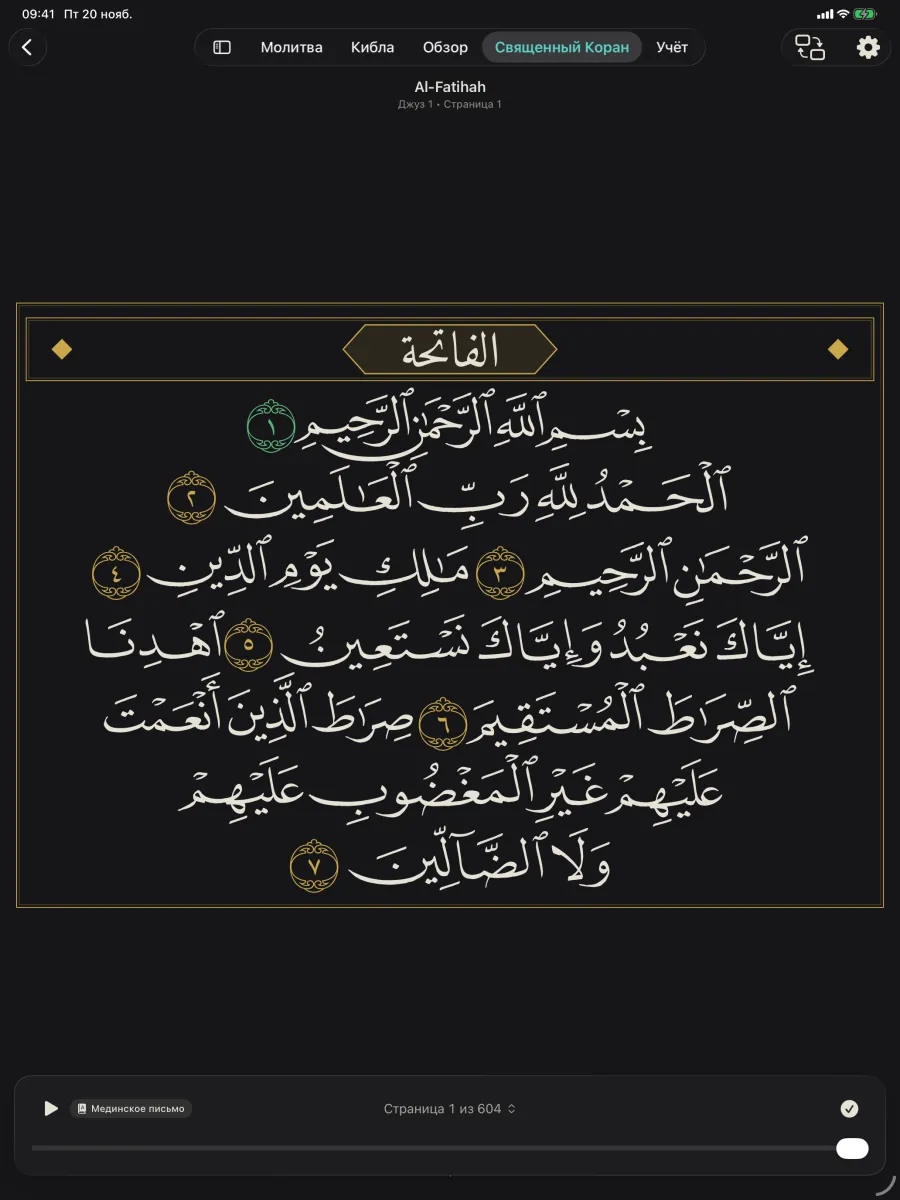 09:41 Пт 20 нояб.
Молитва Кибла Обзор Священный Коран Учёт
Al-Fatihah
Джуз 1 • Страница 1
الفاتحة
بِسْمِ ٱللَّهِ ٱلرَّحْمَٰنِ ٱلرَّحِيمِ ١
ٱلْحَمْدُ لِلَّهِ رَبِّ ٱلْعَٰلَمِينَ ٢
ٱلرَّحْمَٰنِ ٱلرَّحِيمِ ٣ مَٰلِكِ يَوْمِ ٱلدِّينِ ٤
إِيَّاكَ نَعْبُدُ وَإِيَّاكَ نَسْتَعِينُ ٥ ٱهْدِنَا
ٱلصِّرَٰطَ ٱلْمُسْتَقِيمَ ٦ صِرَٰطَ ٱلَّذِينَ أَنْعَمْتَ
عَلَيْهِمْ غَيْرِ ٱلْمَغْضُوبِ عَلَيْهِمْ
وَلَا ٱلضَّآلِّينَ ٧
Мединское письмо Страница 1 из 604